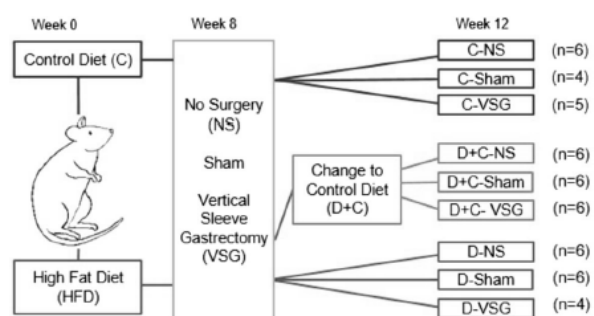 Week 0
Week 8
Week 12
Control Diet (C)
High Fat Diet
(HFD)
No Surgery
(NS)
Sham
Vertical
Sleeve
Gastrectomy
(VSG)
Change to
Control Diet
(D+C)
C-NS (n=6)
C-Sham (n=4)
C-VSG (n=5)
D+C-NS (n=6)
D+C-Sham (n=6)
D+C- VSG (n=6)
D-NS (n=6)
D-Sham (n=6)
D-VSG (n=4)